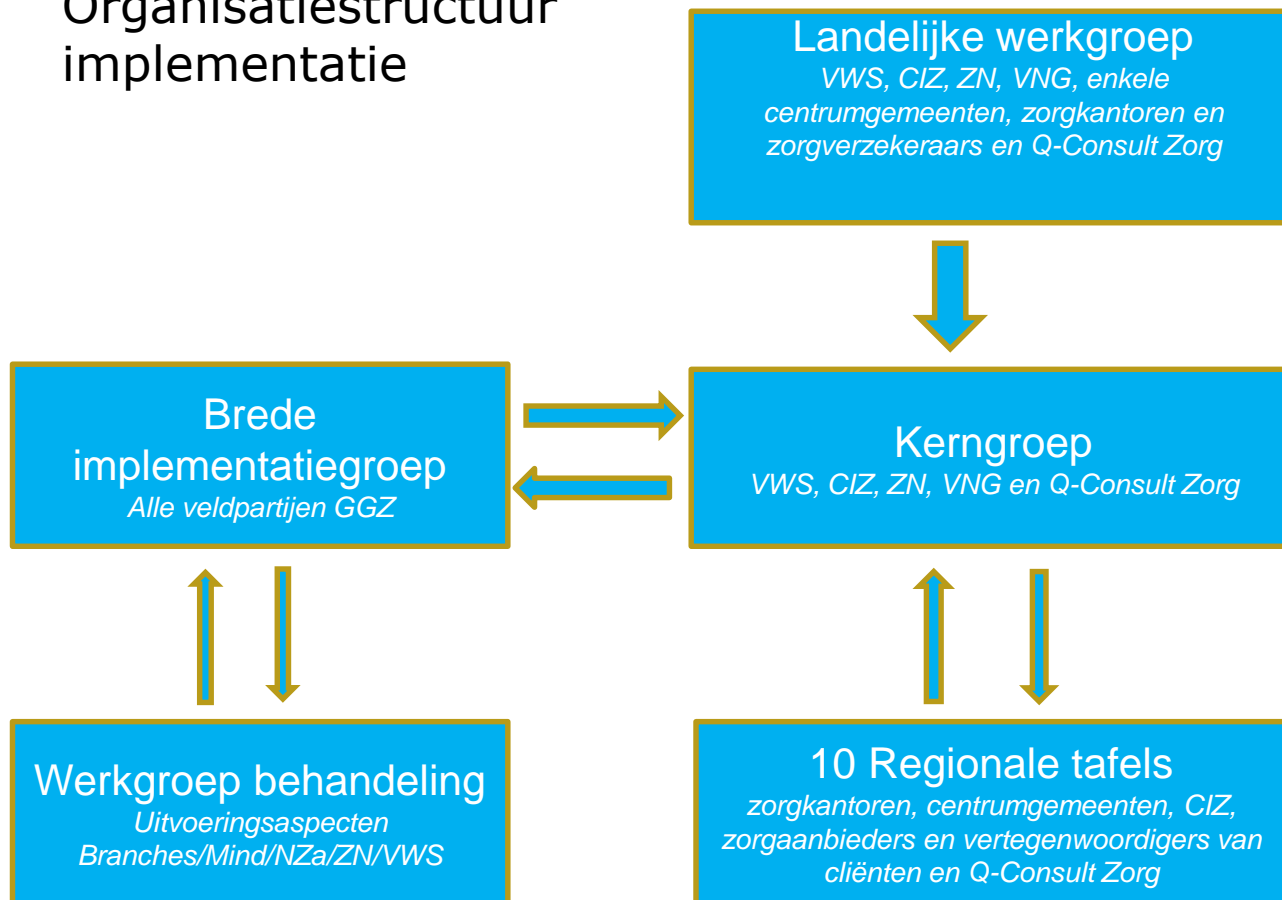 Organisatiestructuur
implementatie
Landelijke werkgroep
VWS, CIZ, ZN, VNG, enkele
centrumgemeenten, zorgkantoren en
zorgverzekeraars en Q-Consult Zorg
Brede
implementatiegroep
Alle veldpartijen GGZ
Kerngroep
VWS, CIZ, ZN, VNG en Q-Consult Zorg
Werkgroep behandeling
Uitvoeringsaspecten
Branches/Mind/NZa/ZN/VWS
10 Regionale tafels
zorgkantoren, centrumgemeenten, CIZ,
zorgaanbieders en vertegenwoordigers van
cliënten en Q-Consult Zorg